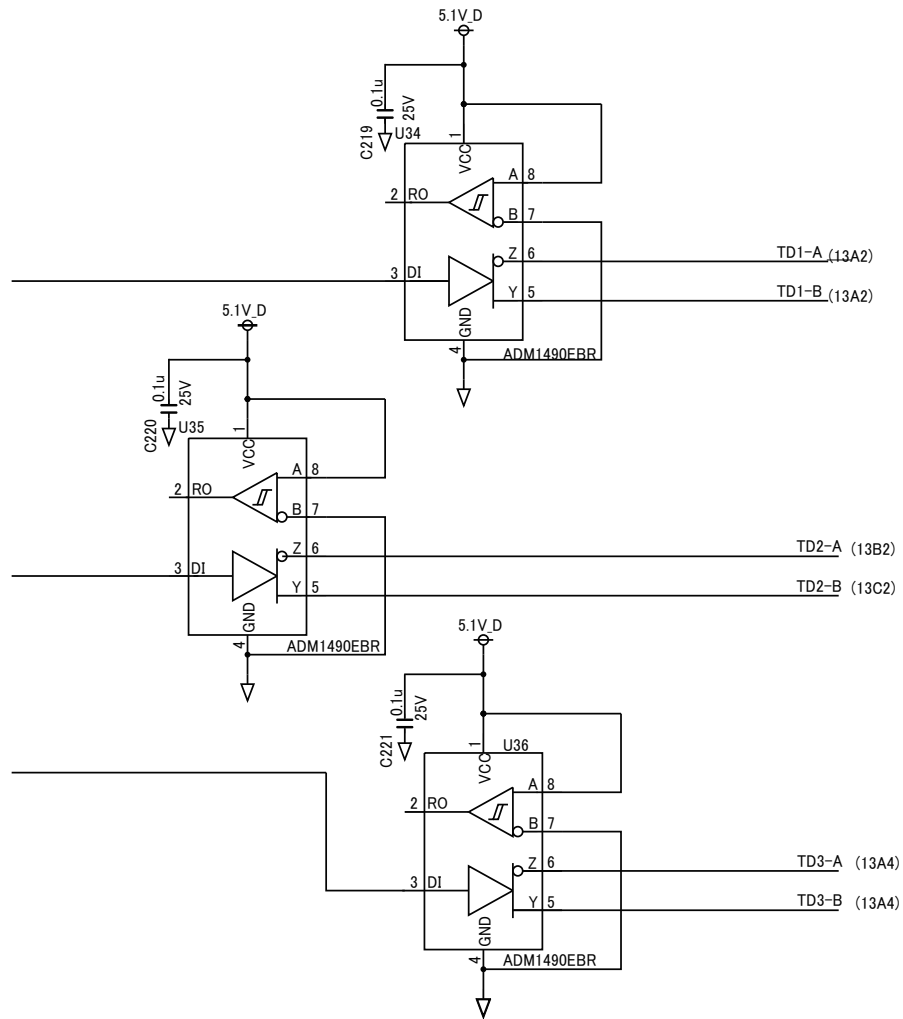 5.1V_D
0.1u
25V
C219
U34
1
VCC
A 8
2 RO
B 7
Z 6
TD1-A (13A2)
3 DI
Y 5
TD1-B (13A2)
GND
4
ADM1490EBR
5.1V_D
0.1u
25V
C220
U35
1
VCC
A 8
2 RO
B 7
Z 6
TD2-A (13B2)
3 DI
Y 5
TD2-B (13C2)
GND
4
ADM1490EBR
5.1V_D
0.1u
25V
C221
U36
1
VCC
A 8
2 RO
B 7
Z 6
TD3-A (13A4)
3 DI
Y 5
TD3-B (13A4)
GND
4
ADM1490EBR